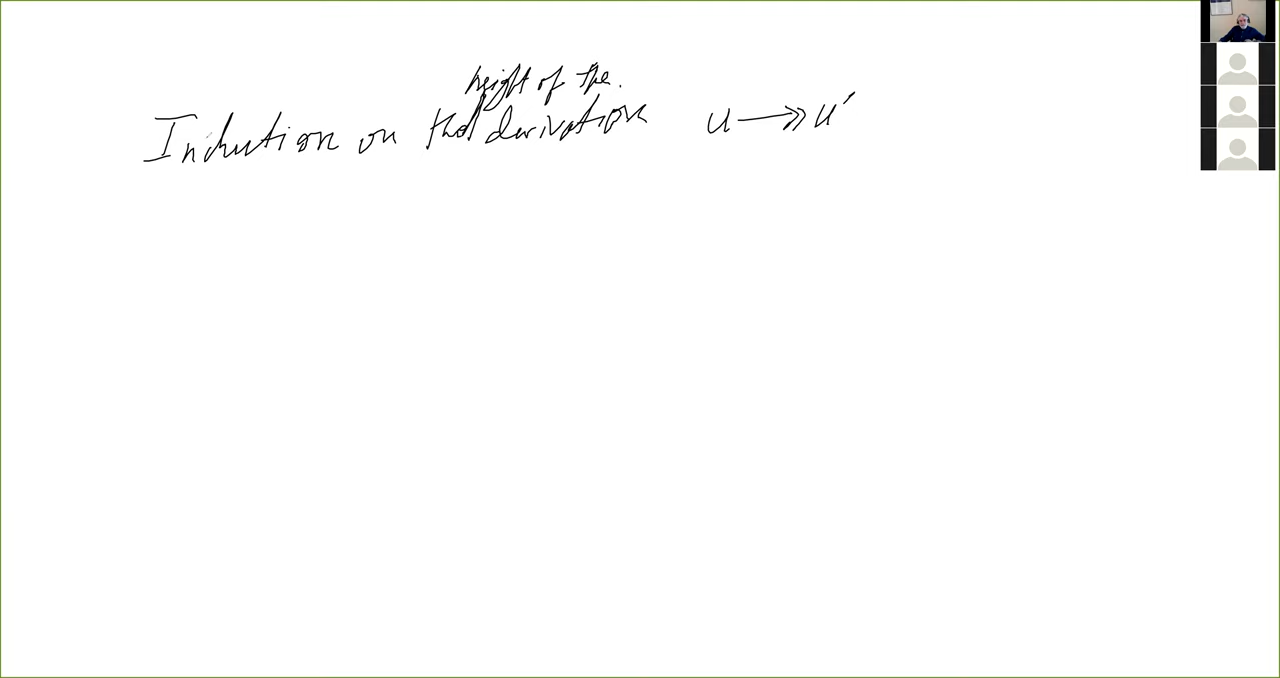 height of the.
Induction on the derivation u ↠ u'